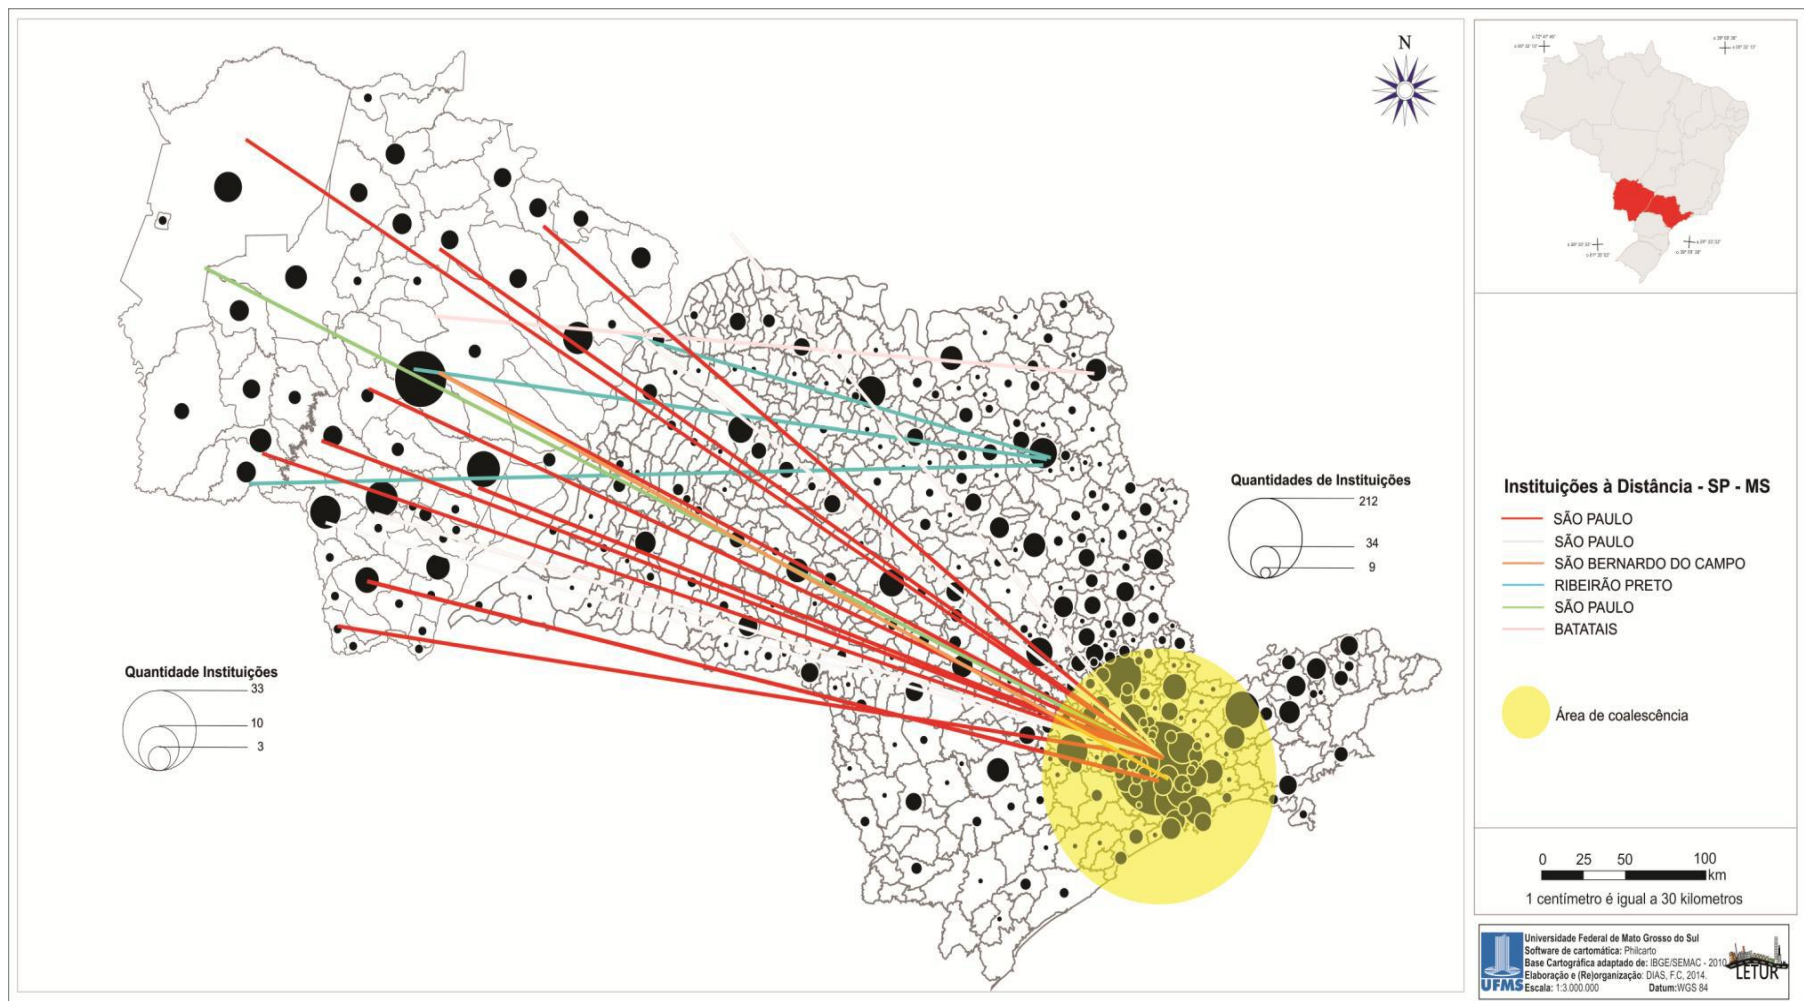 N
Quantidade Instituições
33
10
3
Quantidades de Instituições
212
34
9
Instituições à Distância - SP - MS
SÃO PAULO
SÃO PAULO
SÃO BERNARDO DO CAMPO
RIBEIRÃO PRETO
SÃO PAULO
BATATAIS
Área de coalescência
0 25 50 100
km
1 centímetro é igual a 30 kilometros
UFMS
Universidade Federal de Mato Grosso do Sul
Software de cartomática: Philcarto
Base Cartográfica adaptado de: IBGE/SEMAC - 2010
Elaboração e (Re)organização: DIAS, F.C, 2014.
Escala: 1:3.000.000 Datum:WGS 84
LETUR